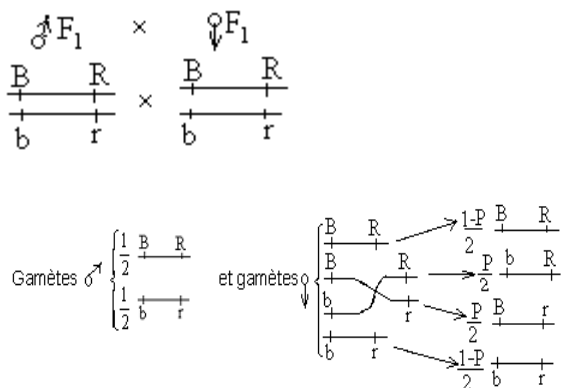 ♂ F₁ × ♀ F₁
B R × B R
b r b r
Gamètes ♂ { 1/2 B R
1/2 b r
et gamètes ♀ { B R → (1-P)/2 B R
B R → P/2 b R
b r → P/2 B r
b r → (1-P)/2 b r